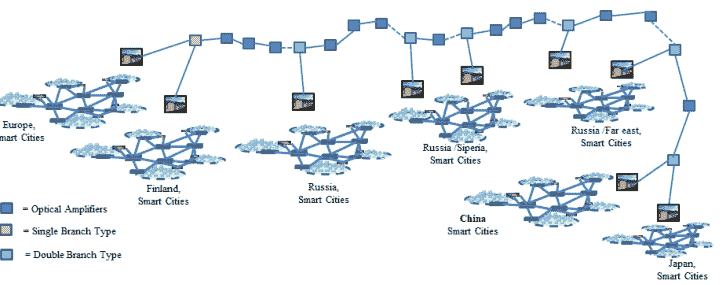 Europe,
mart Cities
Finland,
Smart Cities
Russia,
Smart Cities
Russia /Siperia,
Smart Cities
Russia /Far east,
Smart Cities
China
Smart Cities
Japan,
Smart Cities
= Optical Amplifiers
= Single Branch Type
= Double Branch Type